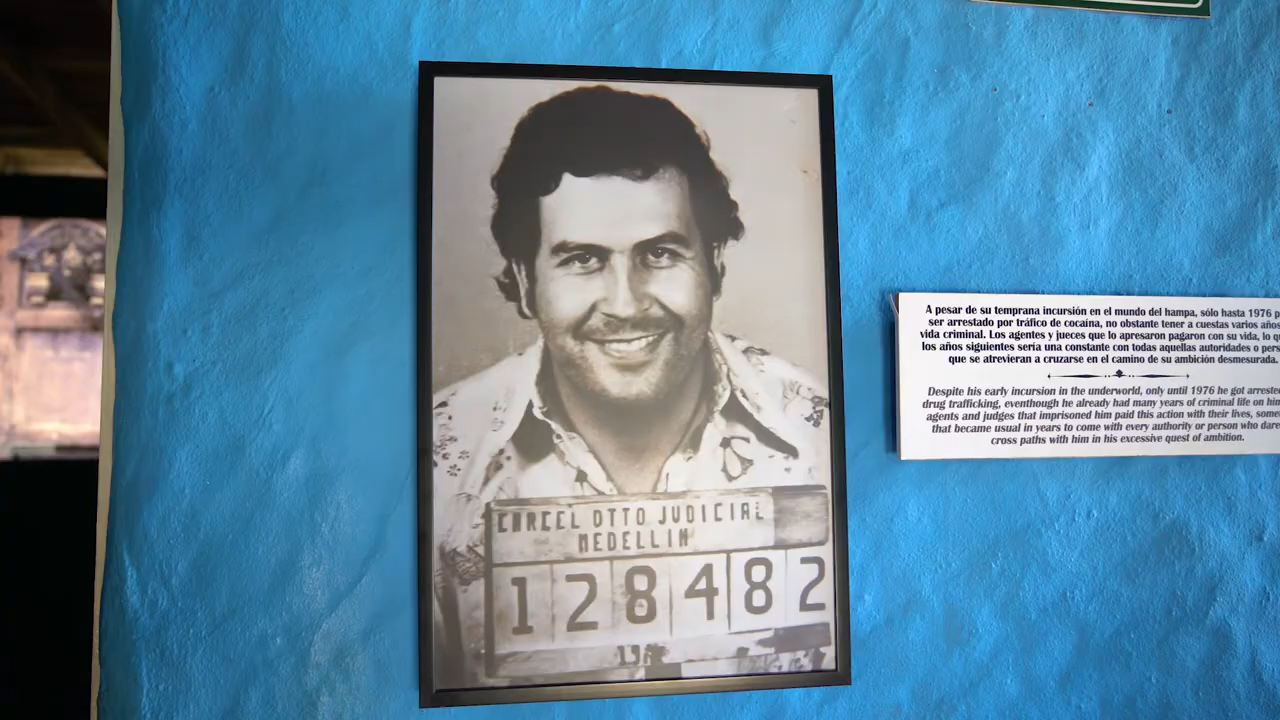 CARCEL DTTO JUDICIAL
MEDELLIN
128482
A pesar de su temprana incursión en el mundo del hampa, sólo hasta 1976 p
ser arrestado por tráfico de cocaína, no obstante tener a cuestas varios años
vida criminal. Los agentes y jueces que lo apresaron pagaron con su vida, lo q
los años siguientes sería una constante con todas aquellas autoridades o pers
que se atrevieran a cruzarse en el camino de su ambición desmesurada.
Despite his early incursion in the underworld, only until 1976 he got arreste
drug trafficking, eventhough he already had many years of criminal life on him
agents and judges that imprisoned him paid this action with their lives, some
that became usual in years to come with every authority or person who dare
cross paths with him in his excessive quest of ambition.